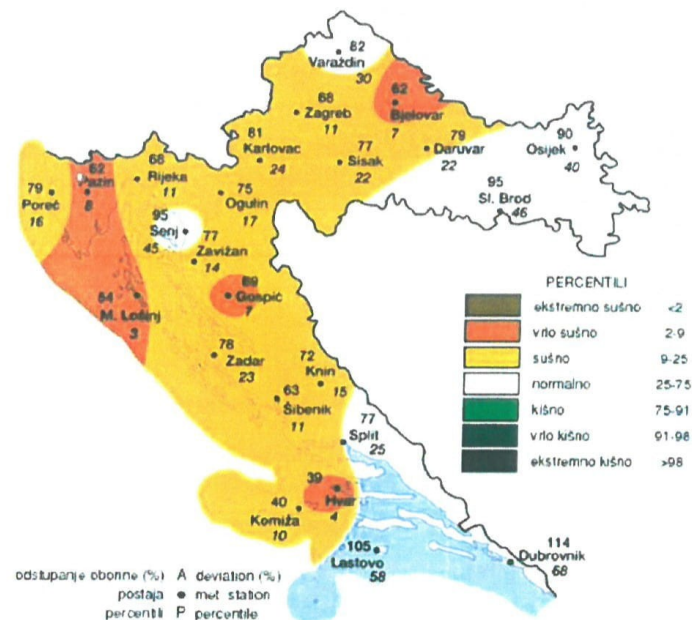 82
Varaždin
30
62
Bjelovar
7
68
Zagreb
11
81
Karlovac
24
77
Sisak
22
79
Daruvar
22
90
Osijek
40
95
Sl. Brod
46
62
Pazin
8
68
Rijeka
11
79
Poreč
16
75
Ogulin
17
95
Senj
45
77
Zavižan
14
69
Gospić
7
M. Lošinj
3
78
Zadar
23
72
Knin
15
63
Šibenik
11
77
Split
25
39
Hvar
4
40
Komiža
10
105
Lastovo
58
114
Dubrovnik
68
PERCENTILI
ekstremno sušno <2
vrlo sušno 2-9
sušno 9-25
normalno 25-75
kišno 75-91
vrlo kišno 91-98
ekstremno kišno >98
odstupanje oborine (%) A deviation (%)
postaja ● met station
percentili P percentile